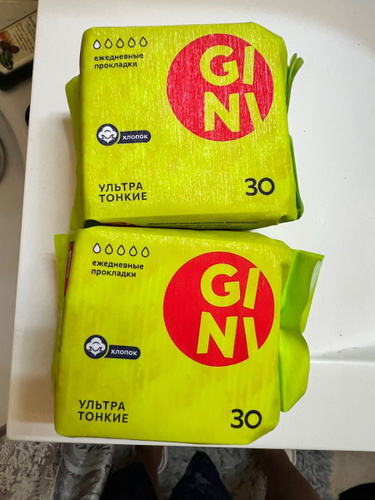 ежедневные
прокладки
GI
NI
хлопок
УЛЬТРА
ТОНКИЕ
30
ежедневные
прокладки
GI
NI
хлопок
УЛЬТРА
ТОНКИЕ
30